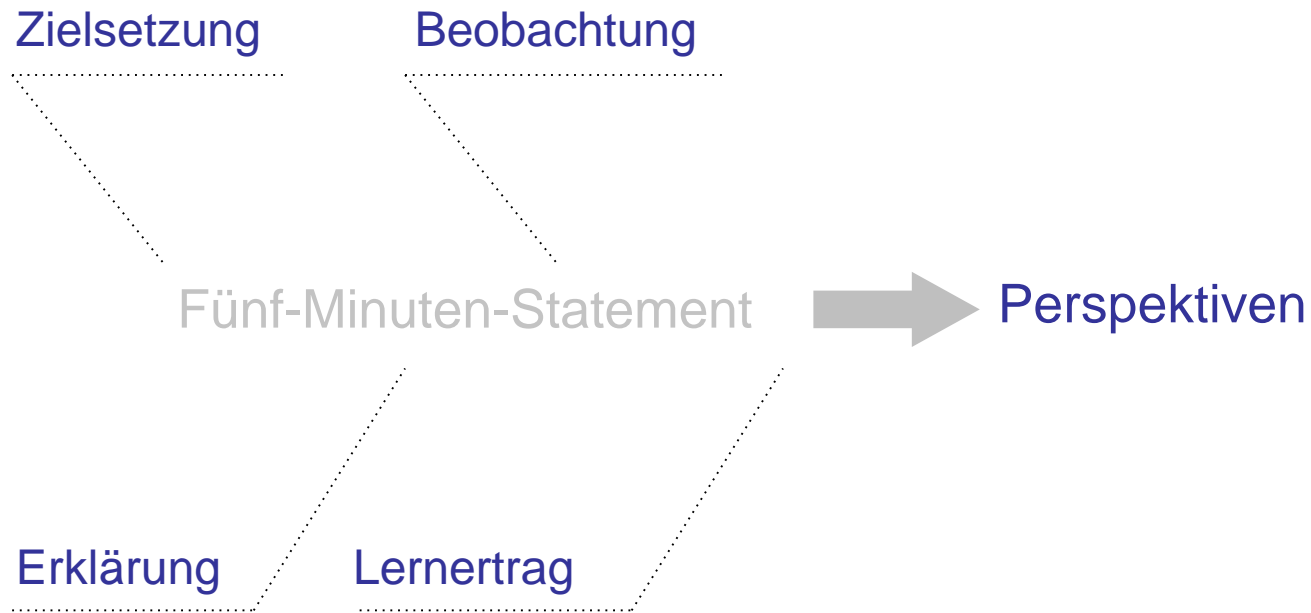 Zielsetzung
Beobachtung
Fünf-Minuten-Statement
Perspektiven
Erklärung
Lernertrag